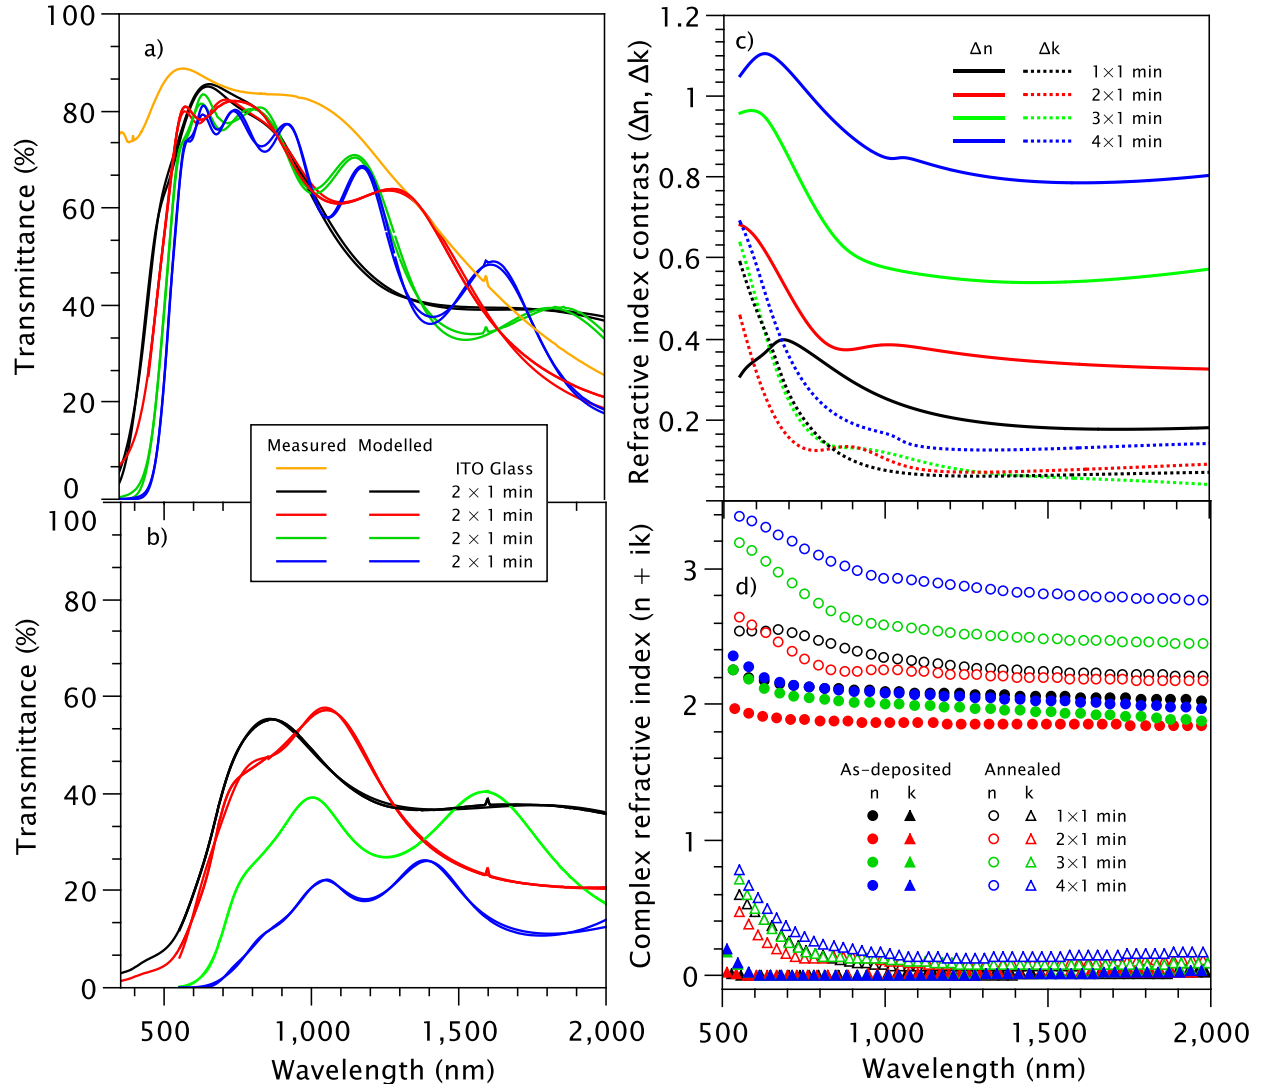 100
80
60
40
20
0
Transmittance (%)
a)
Measured Modelled
ITO Glass
2 × 1 min
2 × 1 min
2 × 1 min
2 × 1 min
100
80
60
40
20
0
Transmittance (%)
b)
500 1,000 1,500 2,000
Wavelength (nm)
1.2
1
0.8
0.6
0.4
0.2
Refractive index contrast (Δn, Δk)
c)
Δn Δk
1×1 min
2×1 min
3×1 min
4×1 min
3
2
1
0
Complex refractive index (n + ik)
d)
As-deposited Annealed
n k n k
1×1 min
2×1 min
3×1 min
4×1 min
500 1,000 1,500 2,000
Wavelength (nm)